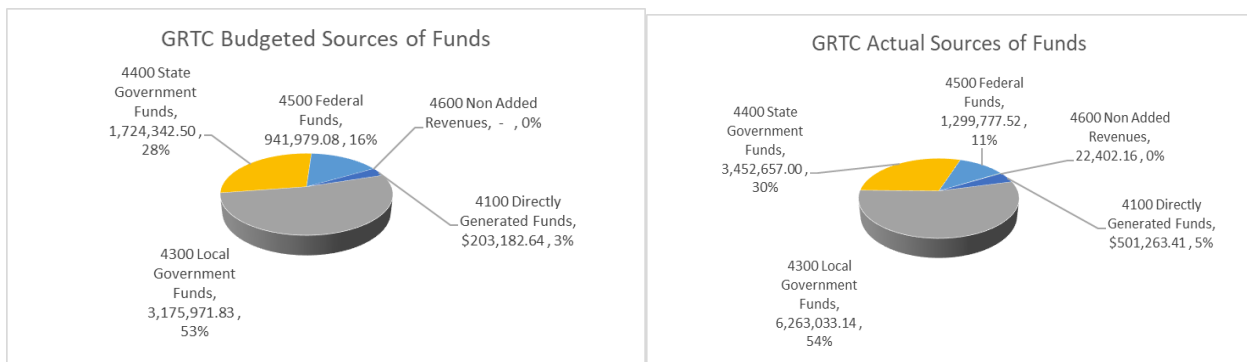 GRTC Budgeted Sources of Funds
4400 State
Government
Funds,
1,724,342.50 ,
28%
4500 Federal
Funds,
941,979.08 , 16%
4600 Non Added
Revenues, - , 0%
4100 Directly
Generated Funds,
$203,182.64 , 3%
4300 Local
Government
Funds,
3,175,971.83 ,
53%
GRTC Actual Sources of Funds
4400 State
Government
Funds,
3,452,657.00 ,
30%
4500 Federal
Funds,
1,299,777.52 ,
11%
4600 Non Added
Revenues,
22,402.16 , 0%
4100 Directly
Generated Funds,
$501,263.41 , 5%
4300 Local
Government
Funds,
6,263,033.14 ,
54%